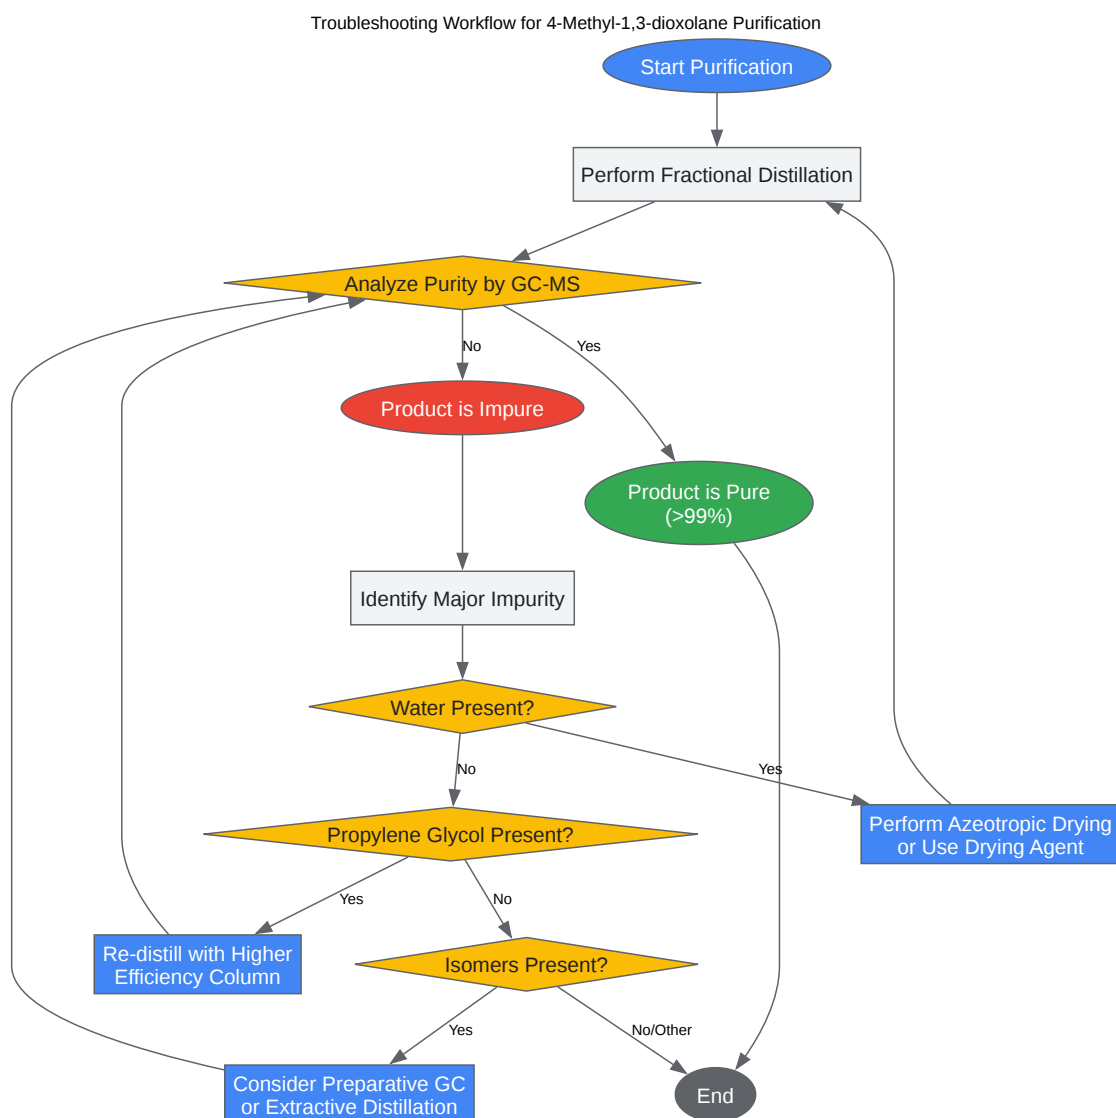 Troubleshooting Workflow for 4-Methyl-1,3-dioxolane Purification
Start Purification
Perform Fractional Distillation
Analyze Purity by GC-MS
No
Yes
Product is Impure
Product is Pure
(>99%)
Identify Major Impurity
Water Present?
No
Yes
Perform Azeotropic Drying
or Use Drying Agent
Propylene Glycol Present?
Yes
No
Re-distill with Higher
Efficiency Column
Isomers Present?
Yes
No/Other
Consider Preparative GC
or Extractive Distillation
End